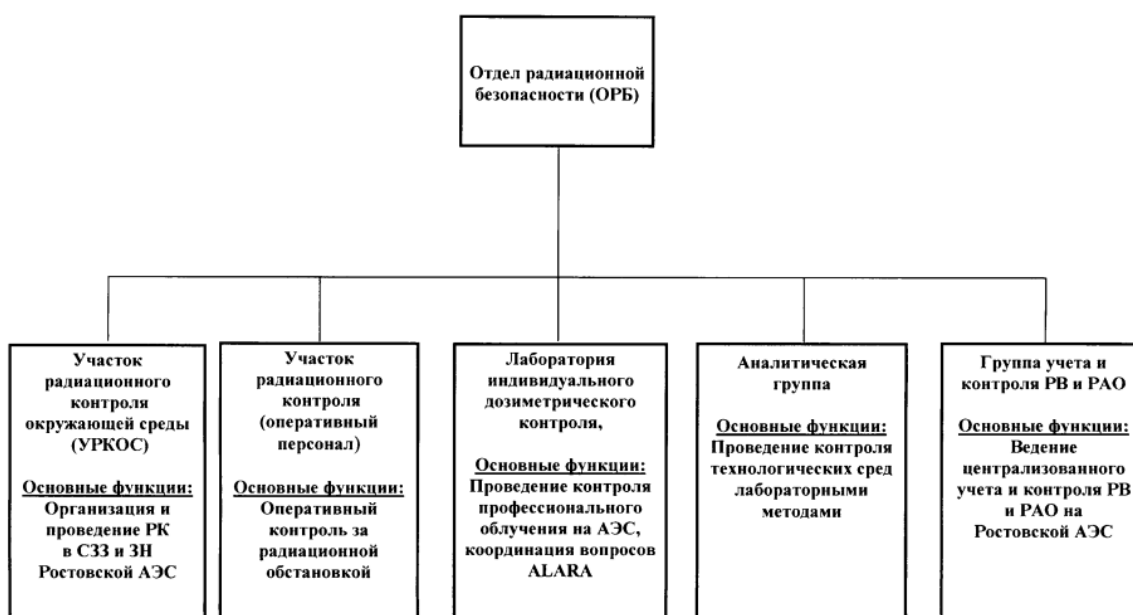 Отдел радиационной
безопасности (ОРБ)
Участок
радиационного
контроля
окружающей среды
(УРКОС)
Основные функции:
Организация и
проведение РК
в СЗЗ и ЗН
Ростовской АЭС
Участок
радиационного
контроля
(оперативный
персонал)
Основные функции:
Оперативный
контроль за
радиационной
обстановкой
Лаборатория
индивидуального
дозиметрического
контроля,
Основные функции:
Проведение контроля
профессионального
облучения на АЭС,
координация вопросов
ALARA
Аналитическая
группа
Основные функции:
Проведение контроля
технологических сред
лабораторными
методами
Группа учета и
контроля РВ и РАО
Основные функции:
Ведение
централизованного
учета и контроля РВ
и РАО на
Ростовской АЭС